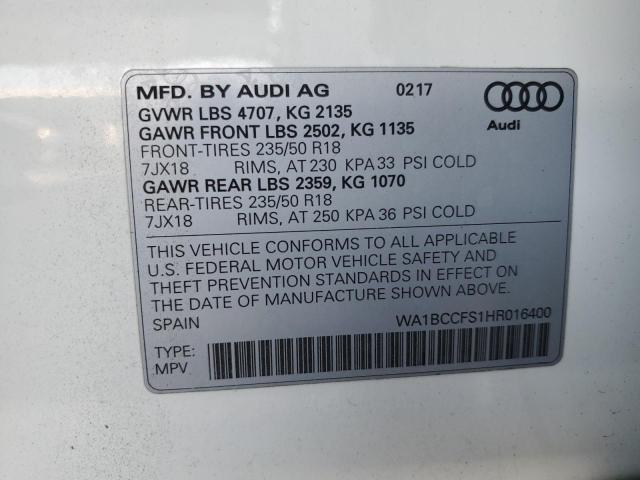 MFD. BY AUDI AG 0217
GVWR LBS 4707, KG 2135
GAWR FRONT LBS 2502, KG 1135
FRONT-TIRES 235/50 R18
7JX18 RIMS, AT 230 KPA 33 PSI COLD
GAWR REAR LBS 2359, KG 1070
REAR-TIRES 235/50 R18
7JX18 RIMS, AT 250 KPA 36 PSI COLD
Audi
THIS VEHICLE CONFORMS TO ALL APPLICABLE
U.S. FEDERAL MOTOR VEHICLE SAFETY AND
THEFT PREVENTION STANDARDS IN EFFECT ON
THE DATE OF MANUFACTURE SHOWN ABOVE.
SPAIN WA1BCCFS1HR016400
TYPE:
MPV